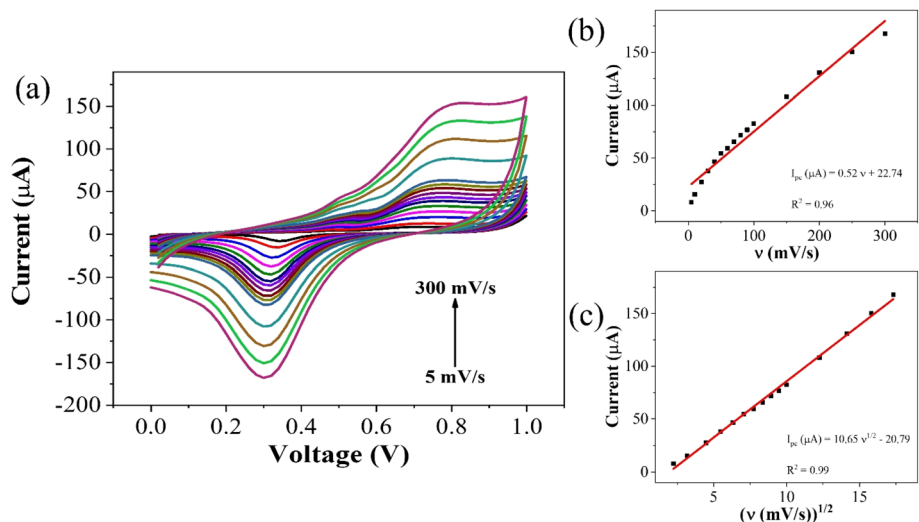 (a)
Current (μA)
150
100
50
0
-50
-100
-150
-200
0.0 0.2 0.4 0.6 0.8 1.0
Voltage (V)
300 mV/s
5 mV/s
(b)
Current (μA)
150
100
50
0
0 100 200 300
ν (mV/s)
Ipc (μA) = 0.52 ν + 22.74
R² = 0.96
(c)
Current (μA)
150
100
50
0
5 10 15
(ν (mV/s))^1/2
Ipc (μA) = 10.65 ν^1/2 - 20.79
R² = 0.99